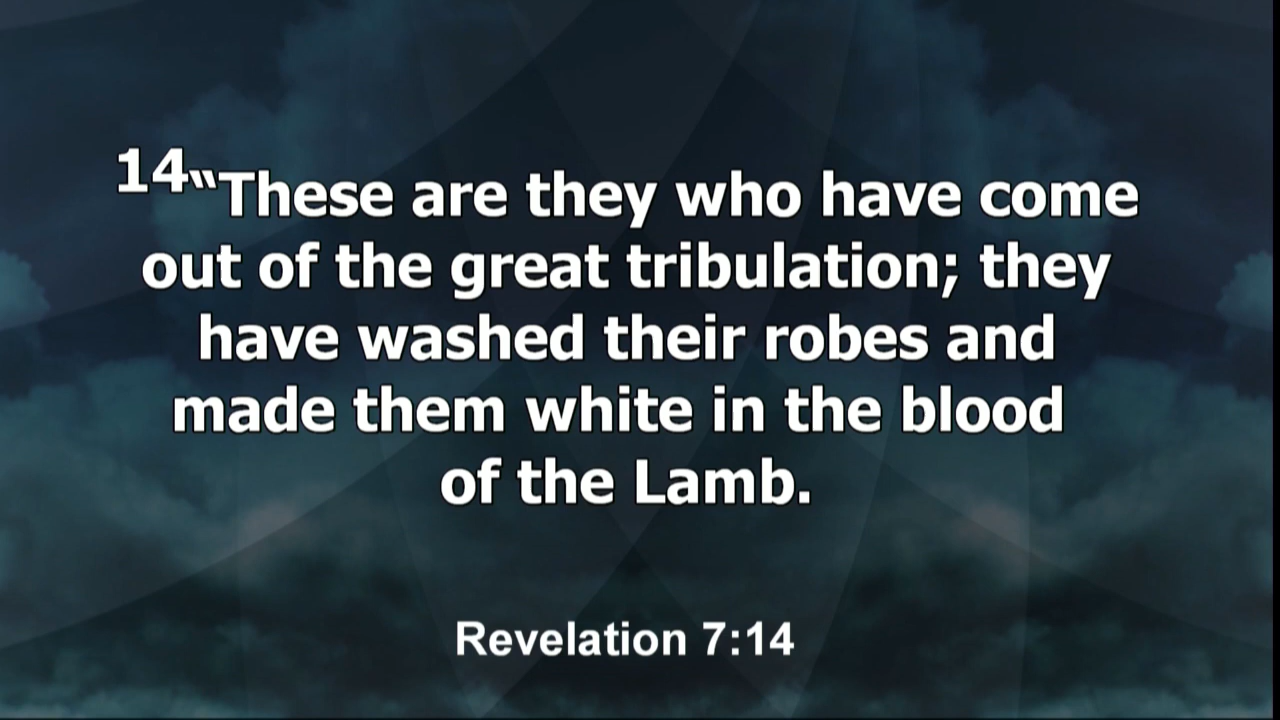 14“These are they who have come
out of the great tribulation; they
have washed their robes and
made them white in the blood
of the Lamb.
Revelation 7:14